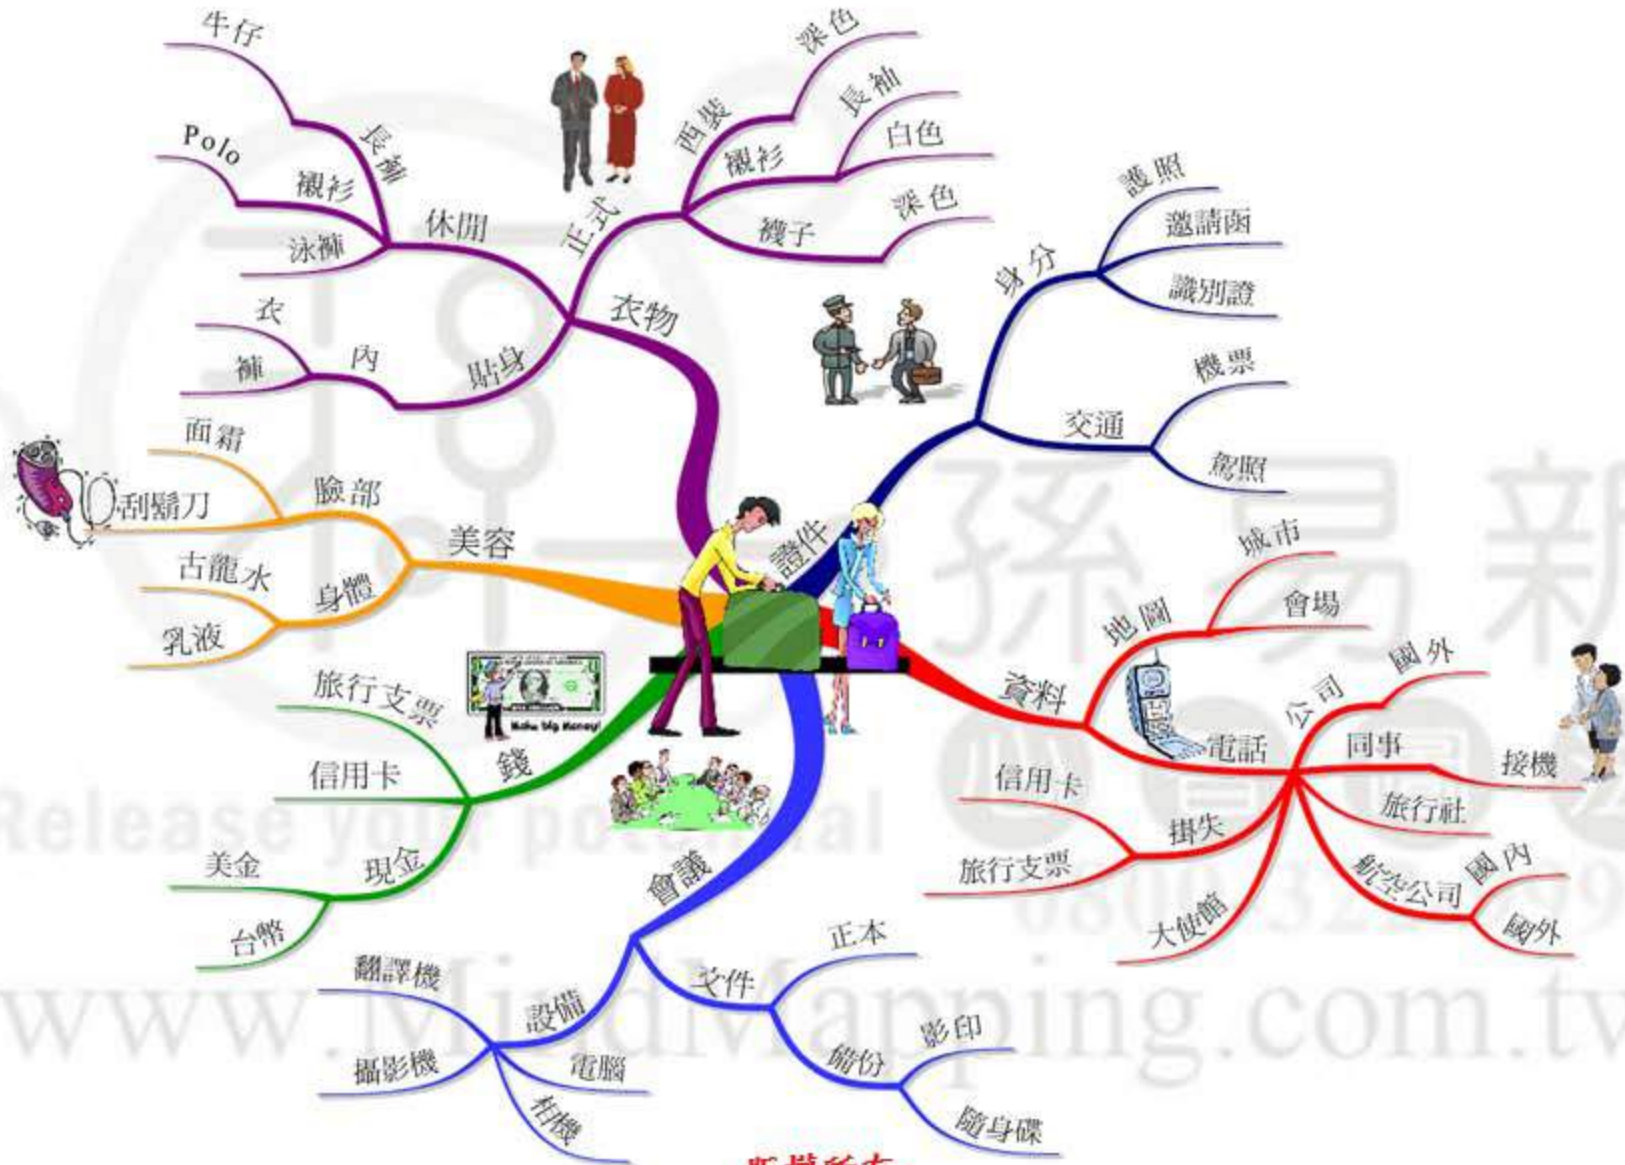 衣物
正式
西裝
深色
襯衫
長袖
白色
襪子
深色
休閒
長褲
牛仔
襯衫
Polo
泳褲
貼身
內
衣
褲
證件
身分
護照
邀請函
識別證
交通
機票
駕照
資料
地圖
城市
會場
電話
公司
國外
同事
接機
旅行社
航空公司
國內
國外
大使館
掛失
信用卡
旅行支票
會議
文件
正本
備份
影印
隨身碟
設備
電腦
相機
攝影機
翻譯機
錢
旅行支票
信用卡
現金
美金
台幣
Make big Money!
美容
臉部
面霜
刮鬍刀
身體
古龍水
乳液
孫易新
Release your potential
www.MindMapping.com.tw